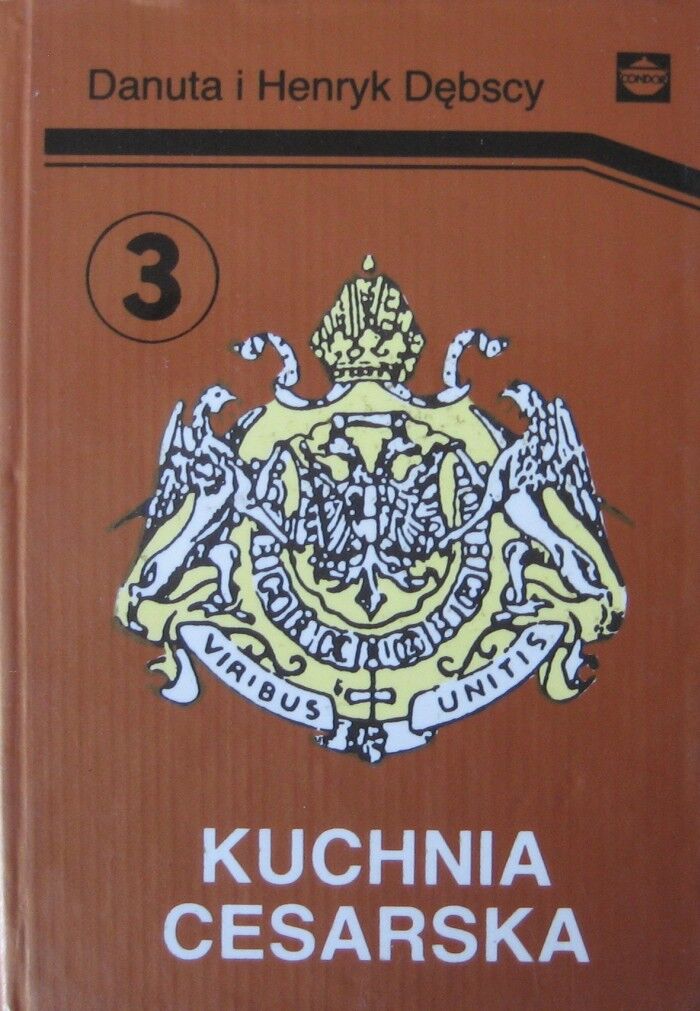 Danuta i Henryk Dębscy
CONDOR
3
VIRIBUS UNITIS
KUCHNIA
CESARSKA